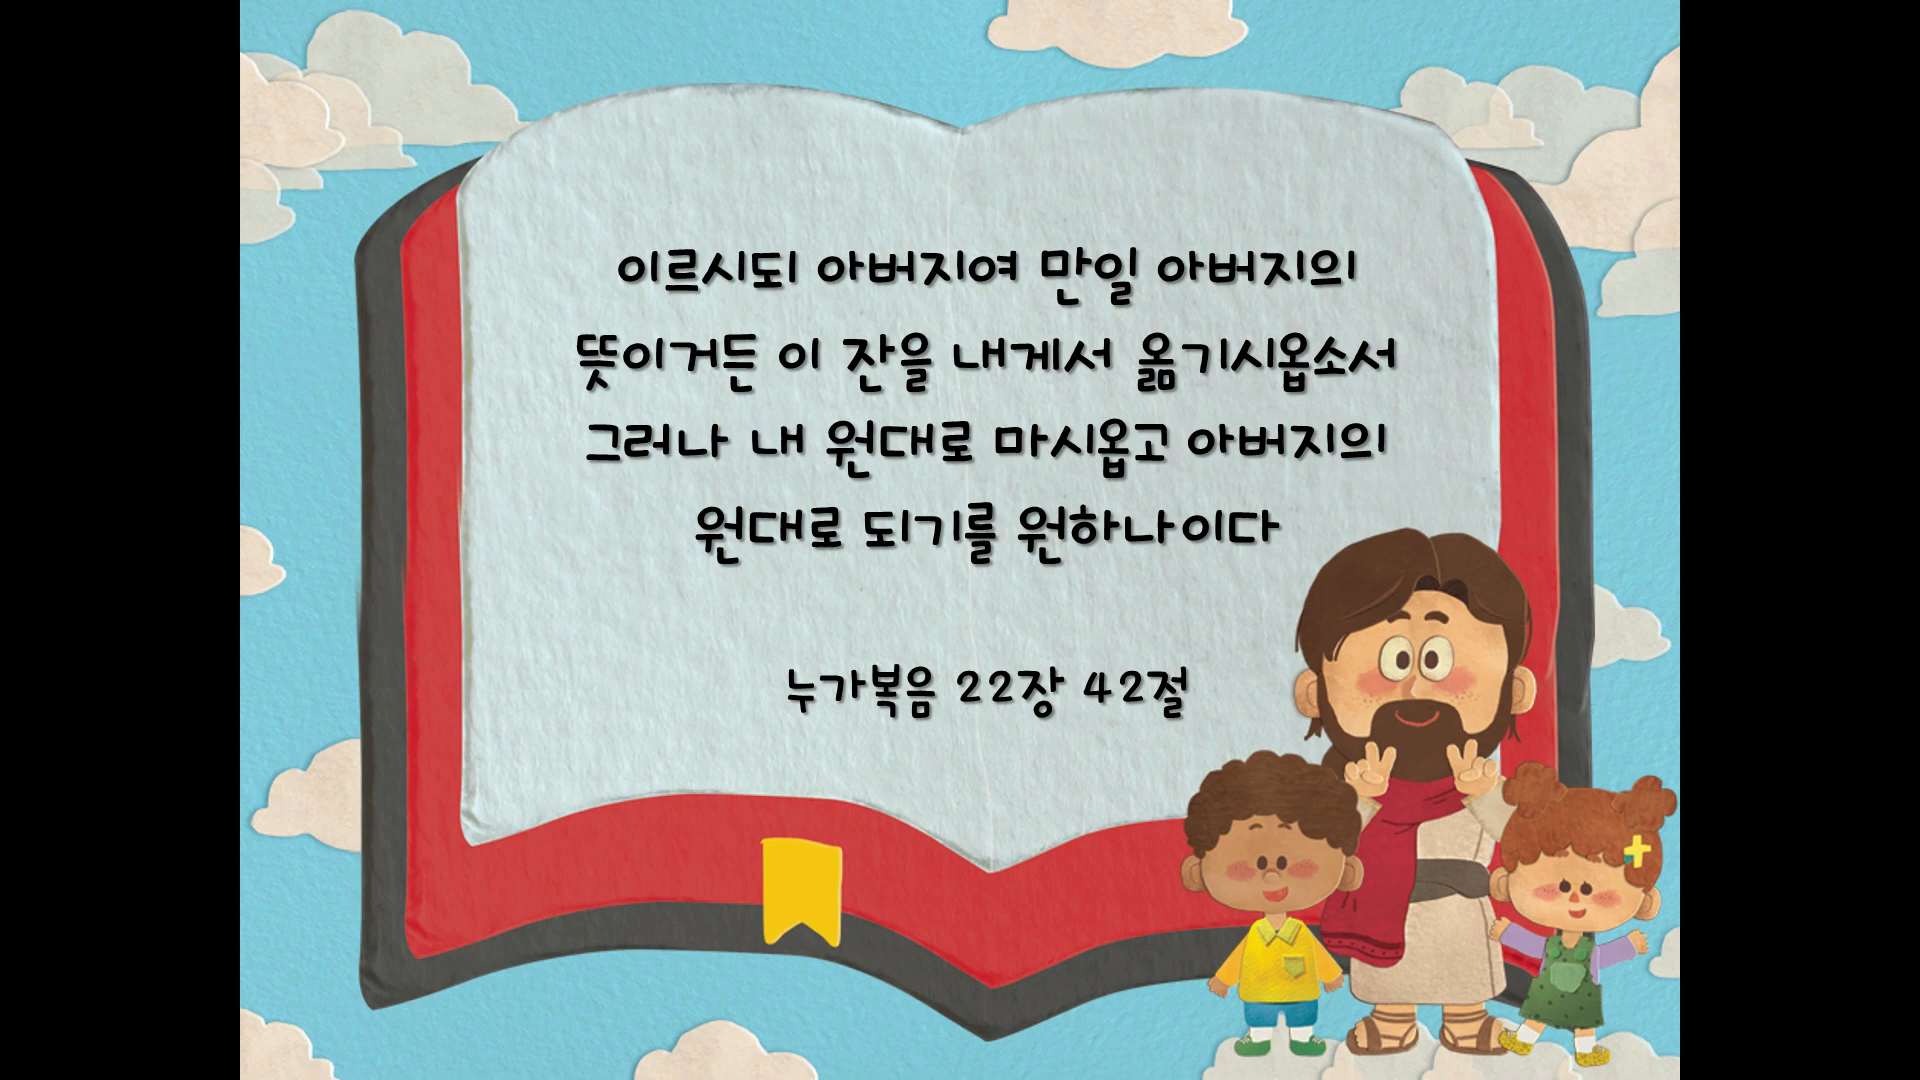 이르시되 아버지여 만일 아버지의
뜻이거든 이 잔을 내게서 옮기시옵소서
그러나 내 원대로 마시옵고 아버지의
원대로 되기를 원하나이다
누가복음 22장 42절